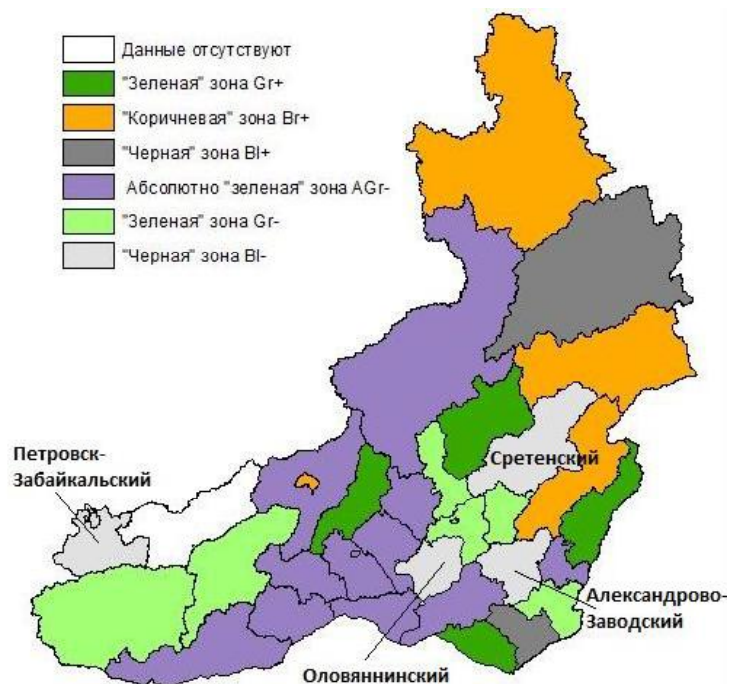 Данные отсутствуют
"Зеленая" зона Gr+
"Коричневая" зона Br+
"Черная" зона Bl+
Абсолютно "зеленая" зона AGr-
"Зеленая" зона Gr-
"Черная" зона Bl-
Петровск-
Забайкальский
Сретенский
Александрово-
Заводский
Оловяннинский